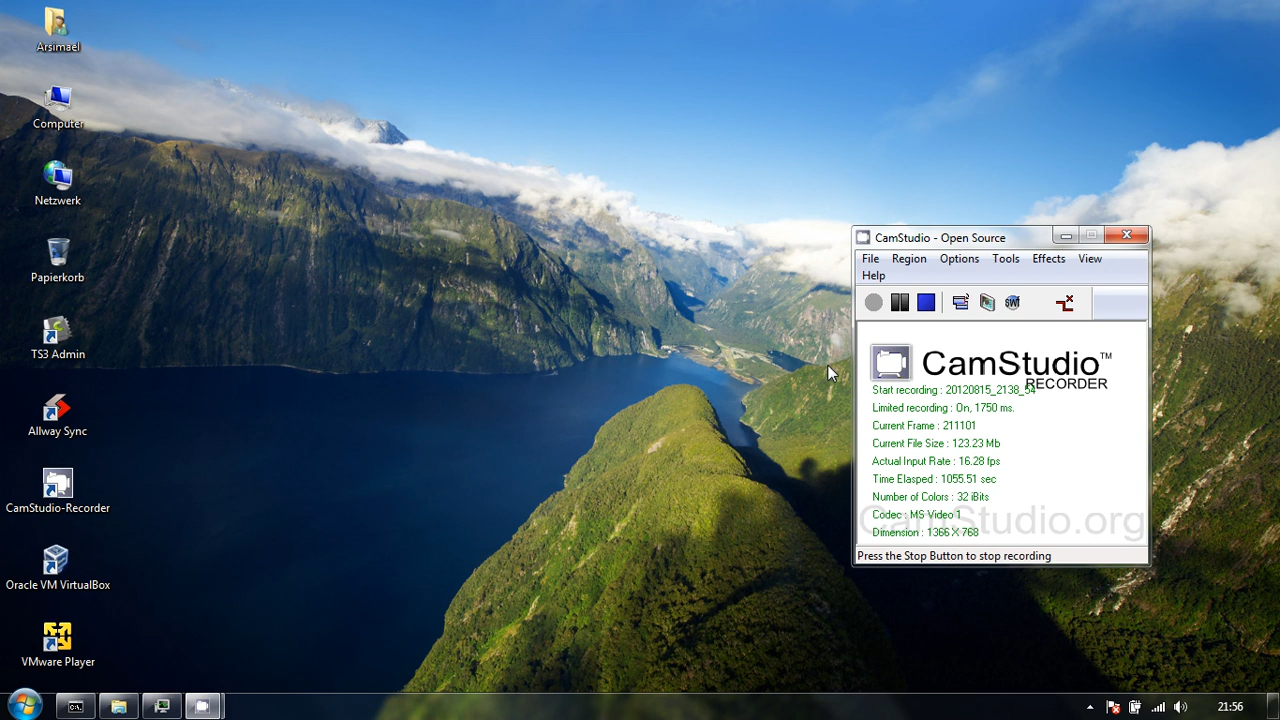 Arsimael
Computer
Netzwerk
Papierkorb
TS3 Admin
Allway Sync
CamStudio-Recorder
Oracle VM VirtualBox
VMware Player
CamStudio - Open Source
File Region Options Tools Effects View
Help
SWf
CamStudio™
RECORDER
Start recording : 20120815_2138_54
Limited recording : On, 1750 ms.
Current Frame : 211101
Current File Size : 123.23 Mb
Actual Input Rate : 16.28 fps
Time Elasped : 1055.51 sec
Number of Colors : 32 iBits
Codec : MS Video 1
CamStudio.org
Dimension : 1366 X 768
Press the Stop Button to stop recording
C:\.
21:56